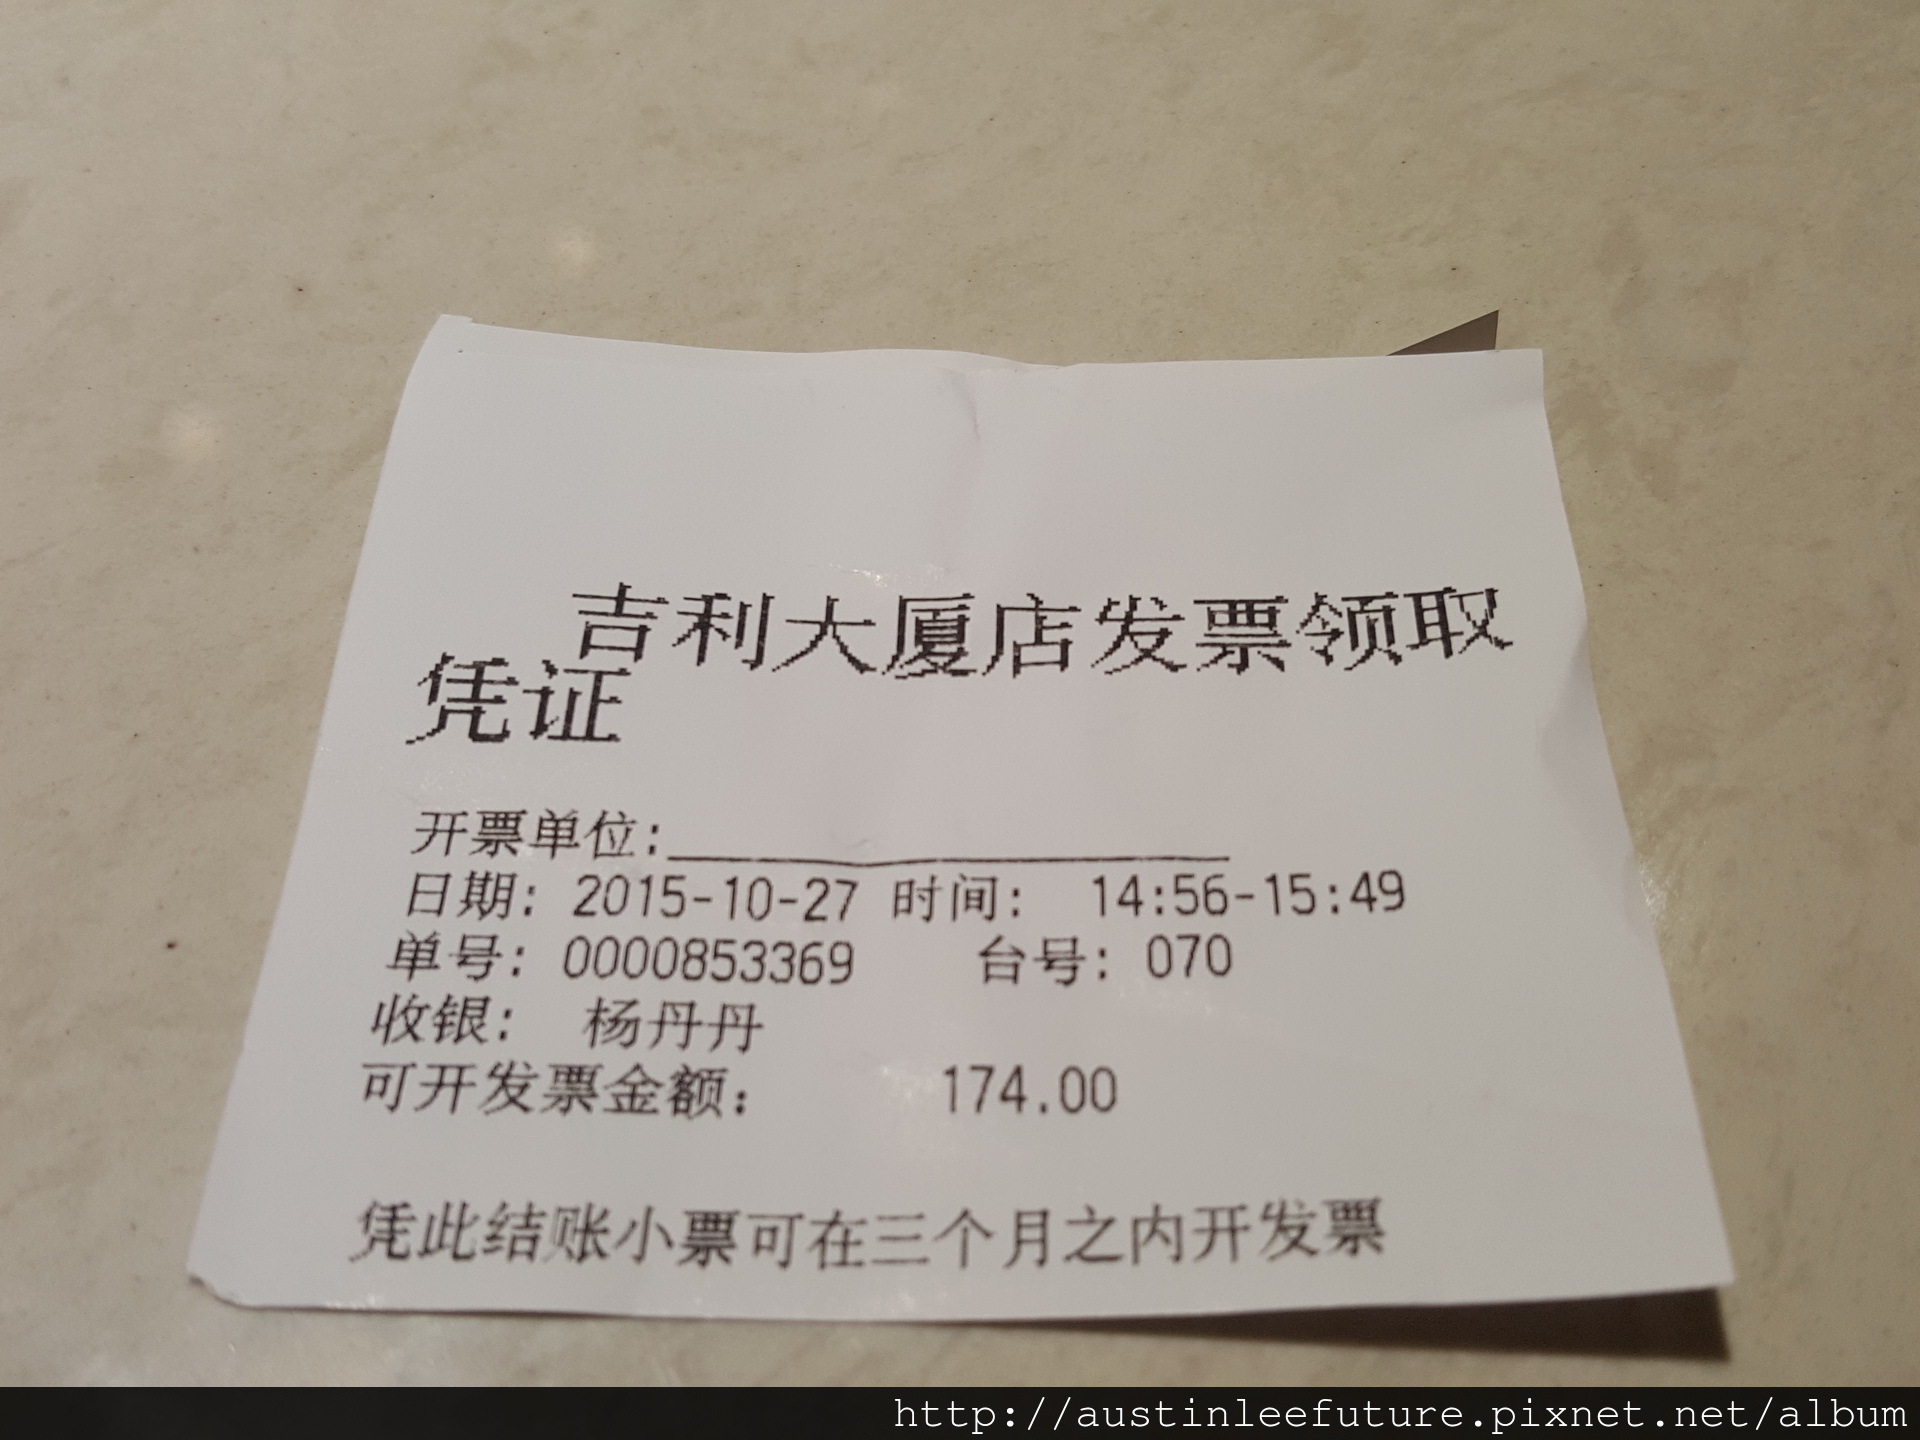 吉利大厦店发票领取
凭证
开票单位:____________________
日期: 2015-10-27 时间: 14:56-15:49
单号: 0000853369 台号: 070
收银: 杨丹丹
可开发票金额: 174.00
凭此结账小票可在三个月之内开发票
http://austinleefuture.pixnet.net/album